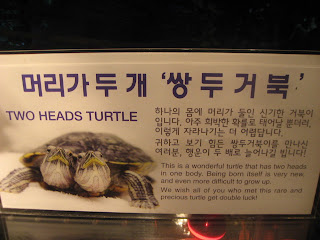 머리가 두 개 '쌍 두 거 북'
TWO HEADS TURTLE
하나의 몸에 머리가 둘인 신기한 거북이
입니다. 아주 희박한 확률로 태어날 뿐더러,
이렇게 자라나기는 더 어렵답니다.
귀하고 보기 힘든 쌍두거북이를 만나신
여러분, 행운이 두 배로 늘어나길 빕니다!
This is a wonderful turtle that has two heads
in one body. Being born itself is very new,
and even more difficult to grow up.
We wish all of you who met this rare and
precious turtle get double luck!